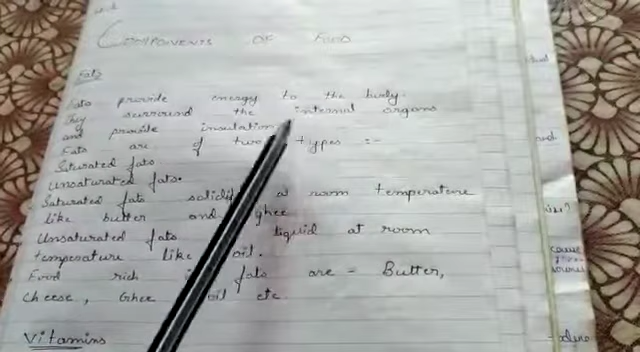 COMPONENTS OF FOOD
Fats
Fats provide energy to the body.
They surround the internal organs
and provide insulation
Fats are of two types :-
Saturated fats
Unsaturated fats.
Saturated fats solidify at room temperature
like butter and ghee
Unsaturated fats liquid at room
temperature like oil.
Food rich fats are - Butter,
cheese, Ghee oil etc.
Vitamins